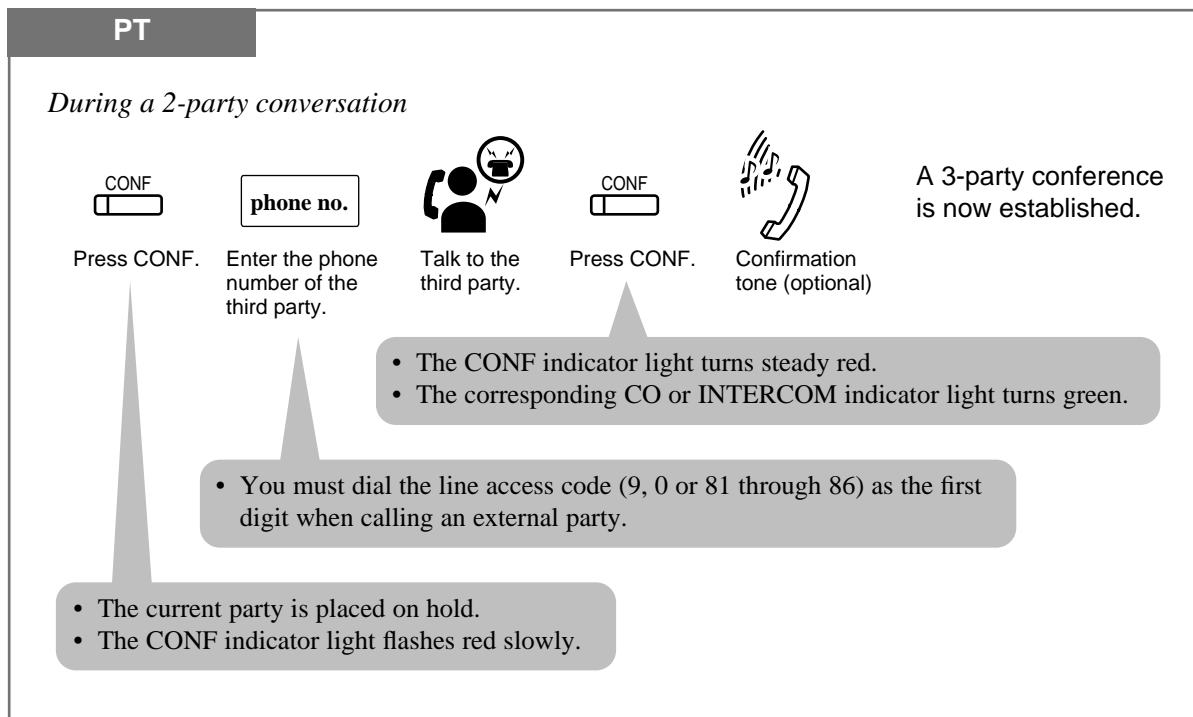 PT
During a 2-party conversation
CONF
phone no.
CONF
A 3-party conference
is now established.
Press CONF.
Enter the phone
number of the
third party.
Talk to the
third party.
Press CONF.
Confirmation
tone (optional)
• The CONF indicator light turns steady red.
• The corresponding CO or INTERCOM indicator light turns green.
• You must dial the line access code (9, 0 or 81 through 86) as the first
digit when calling an external party.
• The current party is placed on hold.
• The CONF indicator light flashes red slowly.